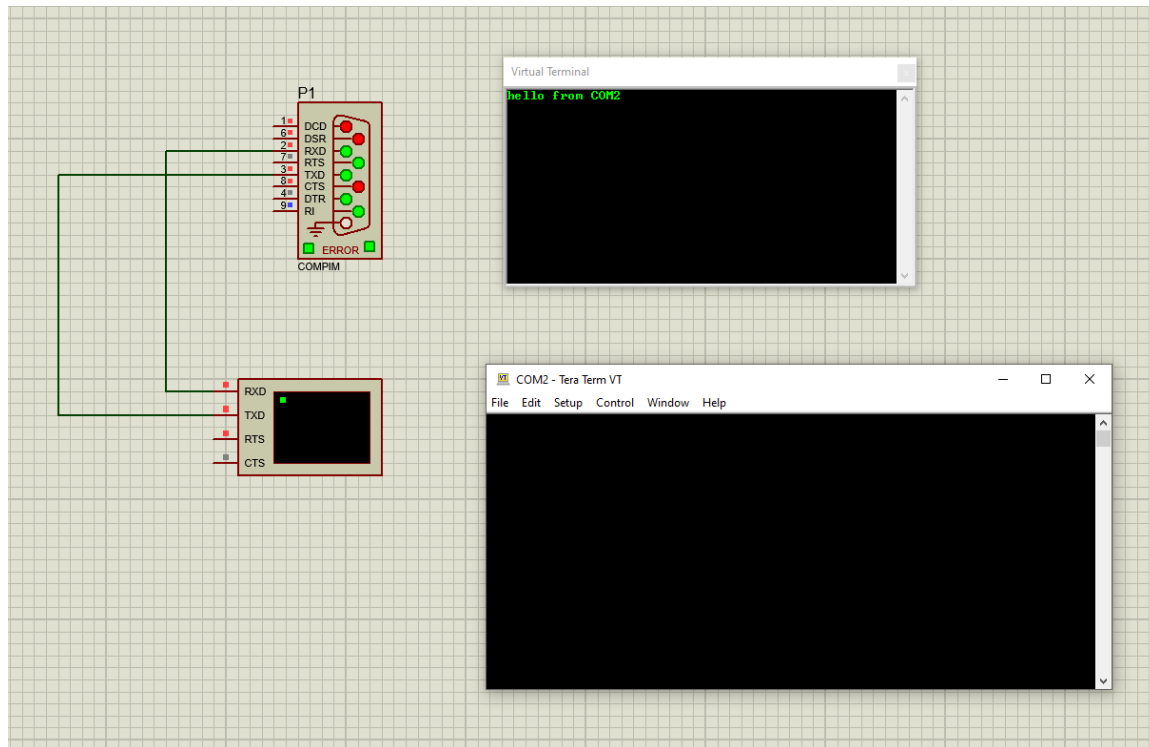 P1
1 DCD
6 DSR
2 RXD
7 RTS
3 TXD
8 CTS
4 DTR
9 RI
ERROR
COMPIM
RXD
TXD
RTS
CTS
Virtual Terminal
hello from COM2
VT COM2 - Tera Term VT
File Edit Setup Control Window Help